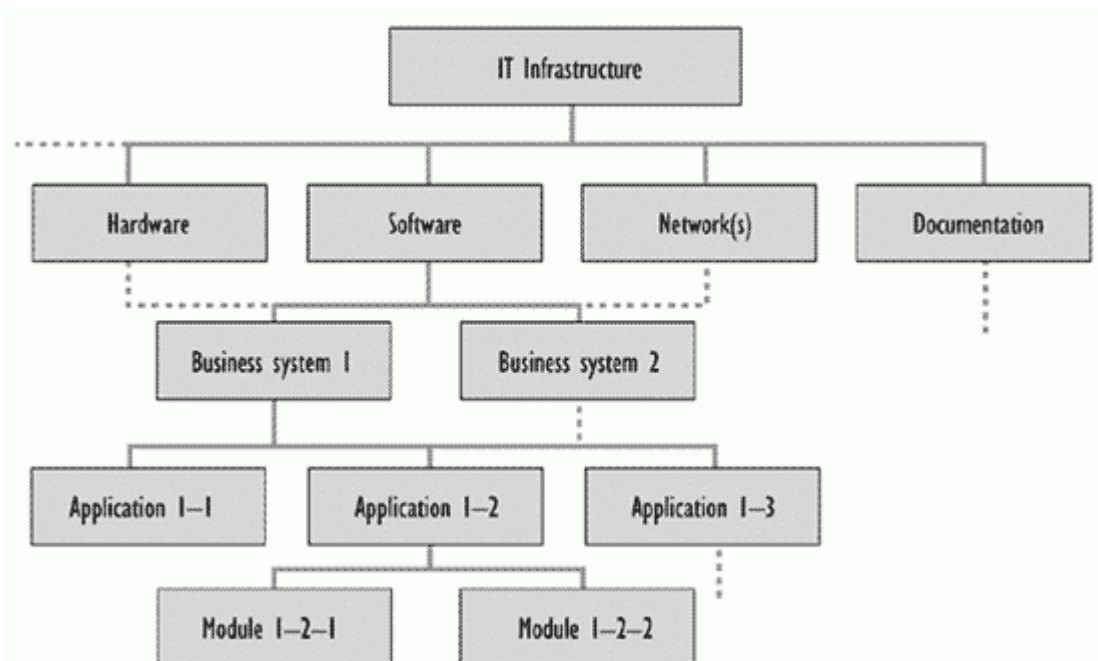 IT Infrastructure
Hardware
Software
Network(s)
Documentation
Business system 1
Business system 2
Application 1–1
Application 1–2
Application 1–3
Module 1–2–1
Module 1–2–2